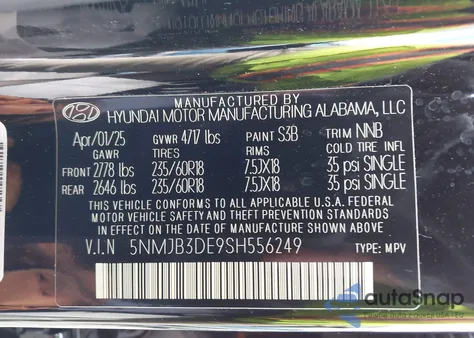 MANUFACTURED BY
HYUNDAI MOTOR MANUFACTURING ALABAMA, LLC
Apr/01/25 GVWR 4717 lbs PAINT S3B TRIM NNB
GAWR TIRES RIMS COLD TIRE INFL
FRONT 2778 lbs 235/60R18 7.5JX18 35 psi SINGLE
REAR 2646 lbs 235/60R18 7.5JX18 35 psi SINGLE
THIS VEHICLE CONFORMS TO ALL APPLICABLE U.S.A. FEDERAL
MOTOR VEHICLE SAFETY AND THEFT PREVENTION STANDARDS
IN EFFECT ON THE DATE OF MANUFACTURE SHOWN ABOVE.
V.I.N 5NMJB3DE9SH556249 TYPE: MPV
autoSnap